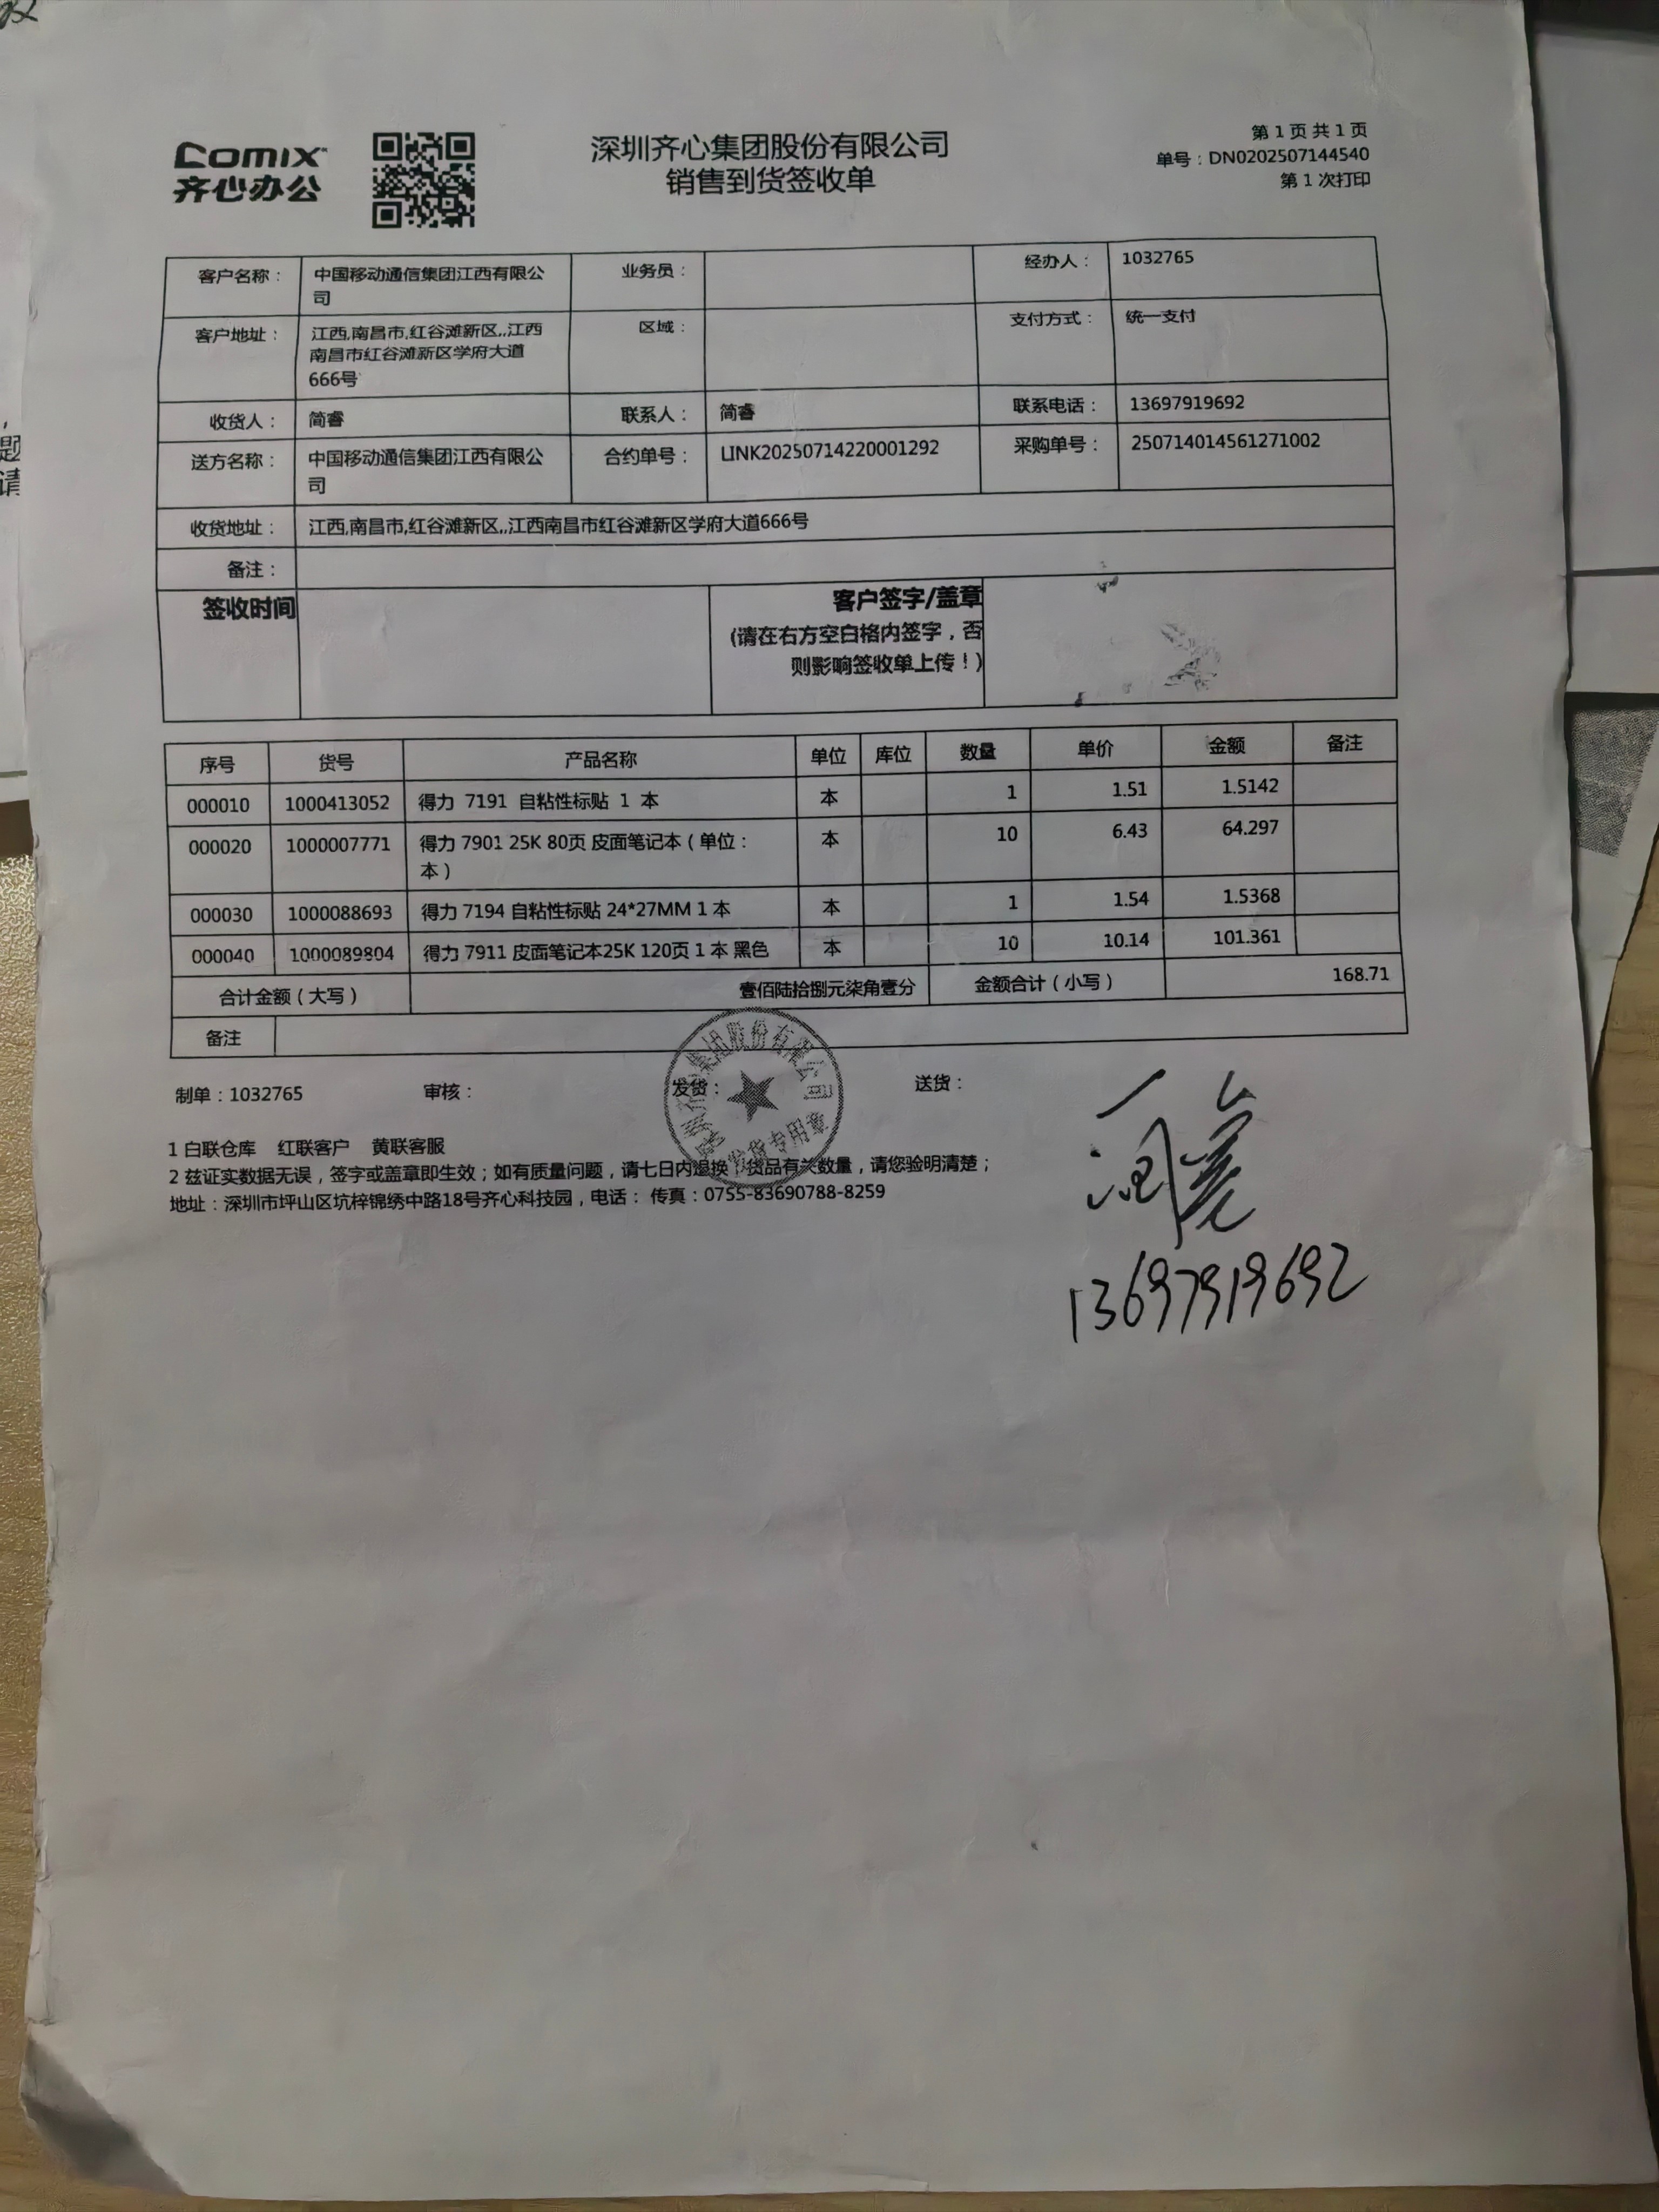 Comix
齐心办公
深圳齐心集团股份有限公司
销售到货签收单
第 1 页 共 1 页
单号：DN0202507144540
第 1 次打印
客户名称： 中国移动通信集团江西有限公司 业务员： 经办人： 1032765
客户地址： 江西,南昌市,红谷滩新区,,江西南昌市红谷滩新区学府大道666号 区域： 支付方式： 统一支付
收货人： 简睿 联系人： 简睿 联系电话： 13697919692
送方名称： 中国移动通信集团江西有限公司 合约单号： LINK20250714220001292 采购单号： 250714014561271002
收货地址： 江西,南昌市,红谷滩新区,,江西南昌市红谷滩新区学府大道666号
备注：
签收时间 客户签字/盖章
(请在右方空白格内签字，否
则影响签收单上传！)
序号 货号 产品名称 单位 库位 数量 单价 金额 备注
000010 1000413052 得力 7191 自粘性标贴 1 本 本 1 1.51 1.5142
000020 1000007771 得力 7901 25K 80页 皮面笔记本（单位：本） 本 10 6.43 64.297
000030 1000088693 得力 7194 自粘性标贴 24*27MM 1 本 本 1 1.54 1.5368
000040 1000089804 得力 7911 皮面笔记本25K 120页 1 本 黑色 本 10 10.14 101.361
合计金额（大写） 壹佰陆拾捌元柒角壹分 金额合计（小写） 168.71
备注
制单：1032765 审核： 发货： 送货：
1 白联仓库 红联客户 黄联客服
2 兹证实数据无误，签字或盖章即生效；如有质量问题，请七日内退换，货品有关数量，请您验明清楚；
地址：深圳市坪山区坑梓锦绣中路18号齐心科技园，电话： 传真：0755-83690788-8259
集团股份有限公司
发货专用章
13697919692